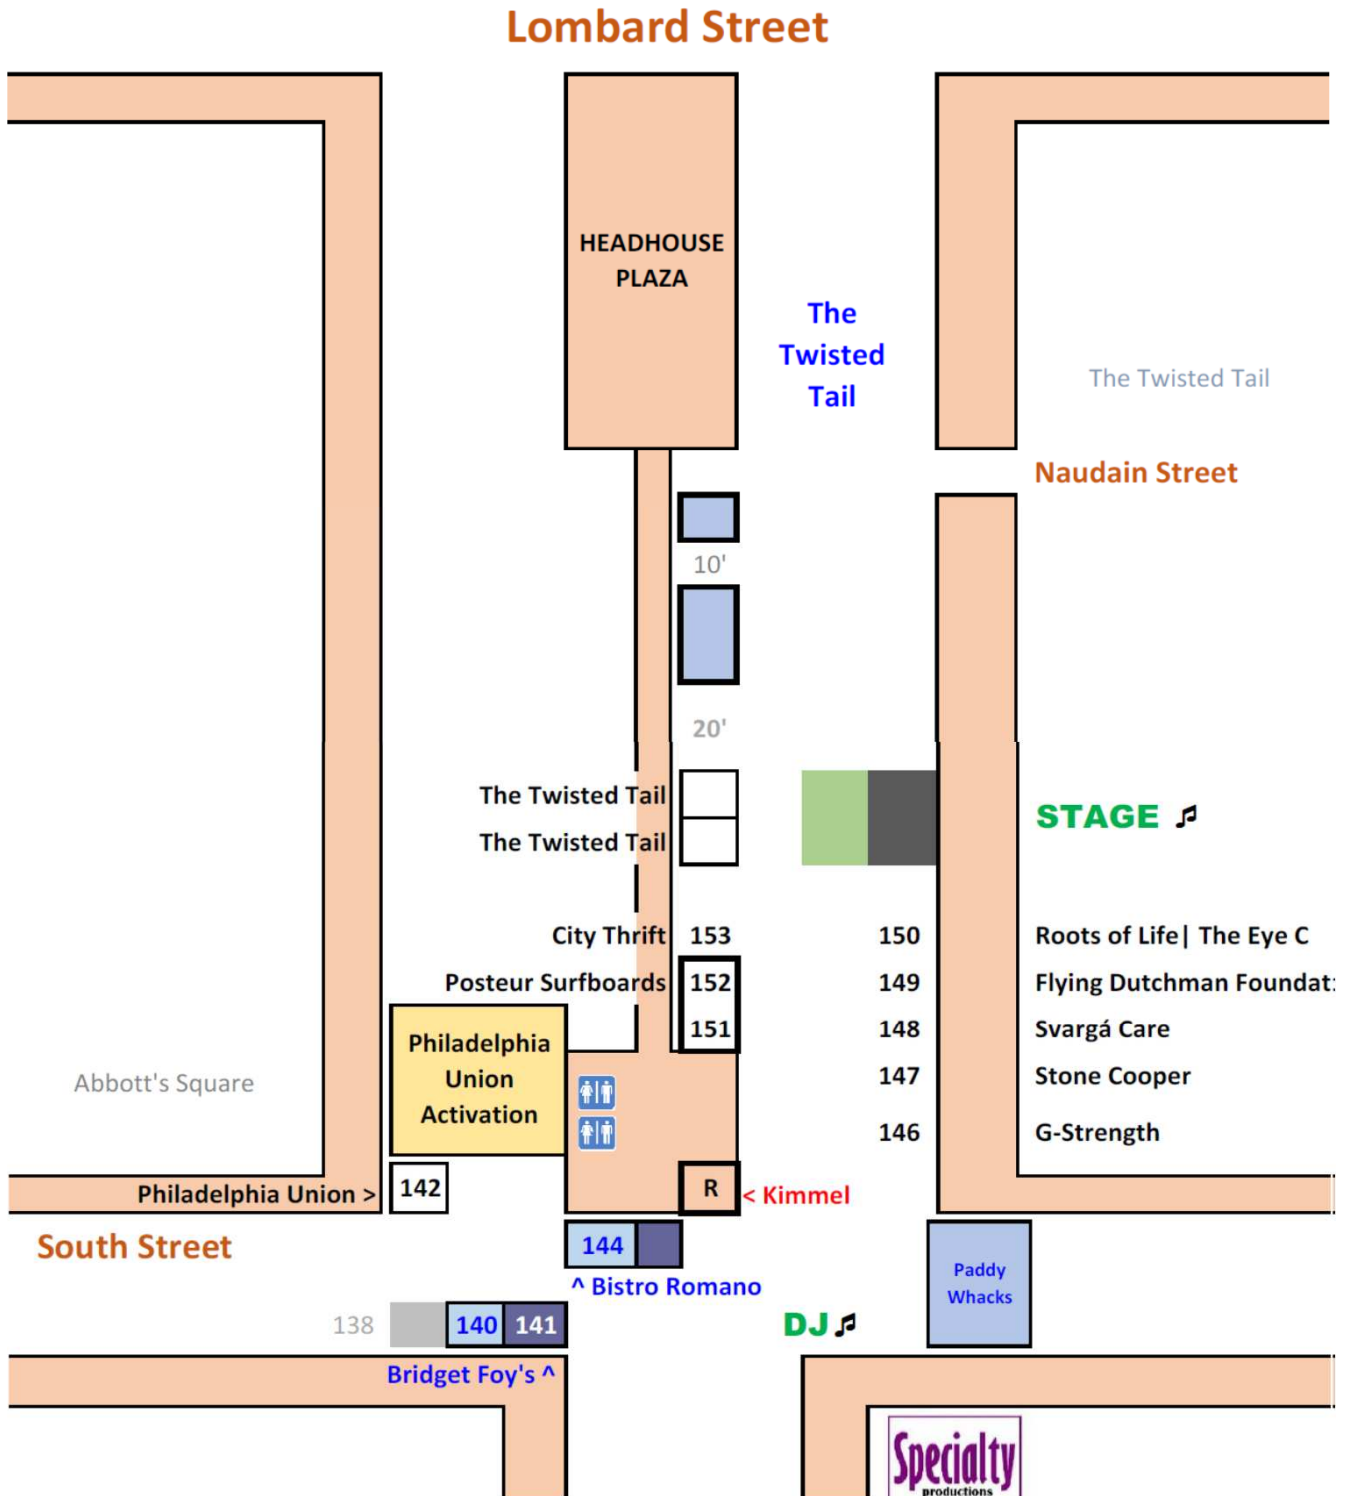 Lombard Street
HEADHOUSE
PLAZA
The
Twisted
Tail
The Twisted Tail
Naudain Street
10'
20'
The Twisted Tail
The Twisted Tail
STAGE
City Thrift 153
150 Roots of Life| The Eye C
Posteur Surfboards 152
149 Flying Dutchman Foundat
151
148 Svargá Care
Philadelphia
Union
Activation
Abbott's Square
147 Stone Cooper
146 G-Strength
Philadelphia Union > 142
R < Kimmel
South Street
144
^ Bistro Romano
Paddy
Whacks
138 140 141
DJ
Bridget Foy's ^
Specialty
productions